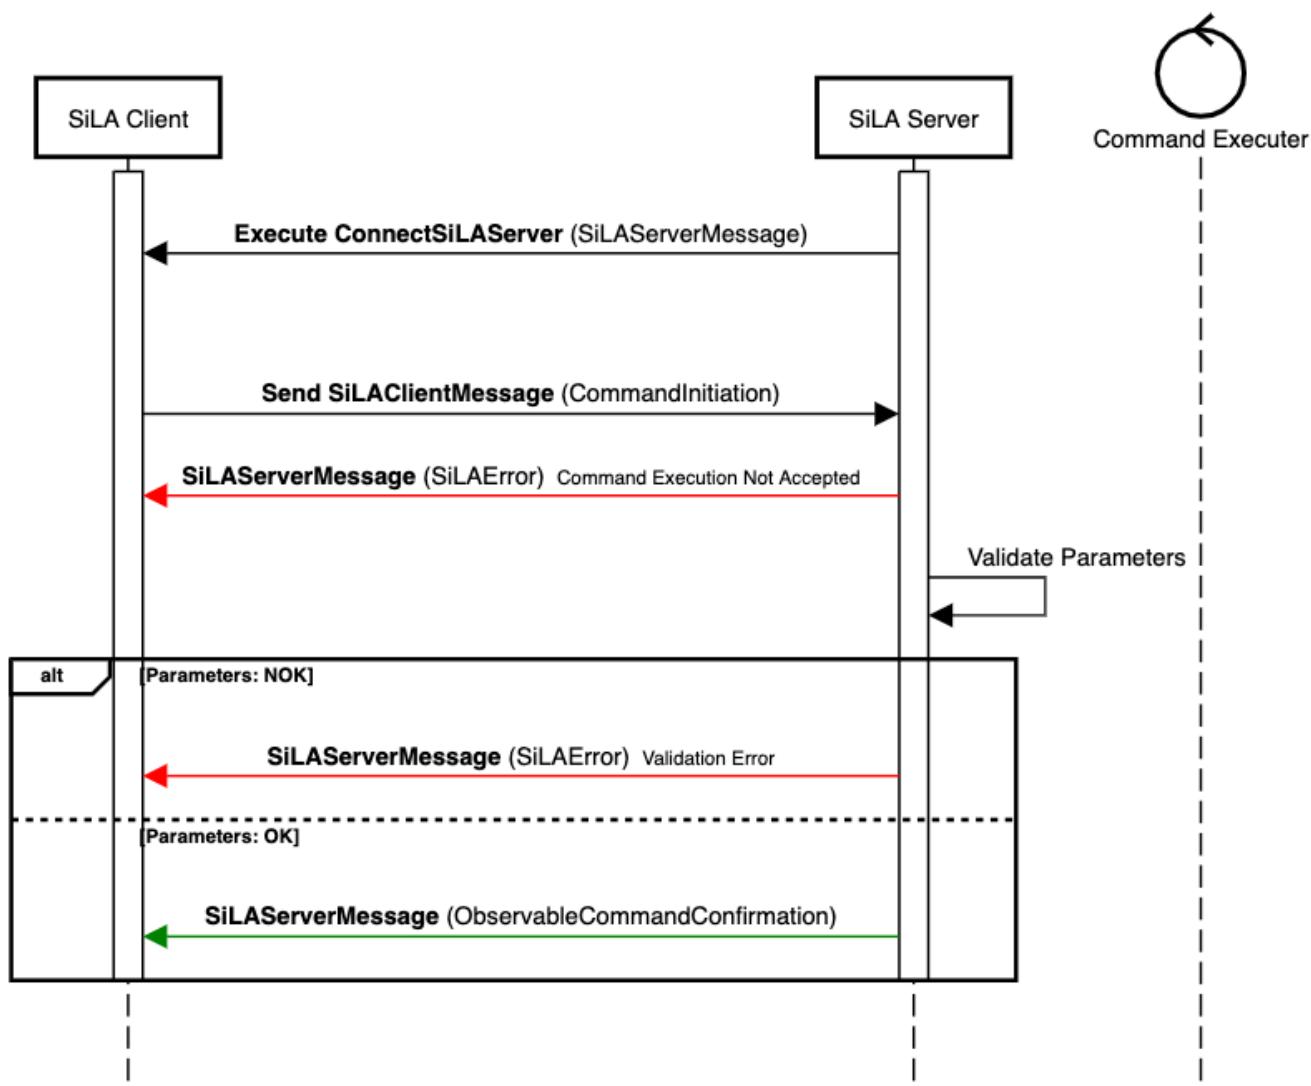 SiLA Client
SiLA Server
Command Executer
Execute ConnectSiLAServer (SiLAServerMessage)
Send SiLAClientMessage (CommandInitiation)
SiLAServerMessage (SiLAError) Command Execution Not Accepted
Validate Parameters
alt
[Parameters: NOK]
SiLAServerMessage (SiLAError) Validation Error
[Parameters: OK]
SiLAServerMessage (ObservableCommandConfirmation)